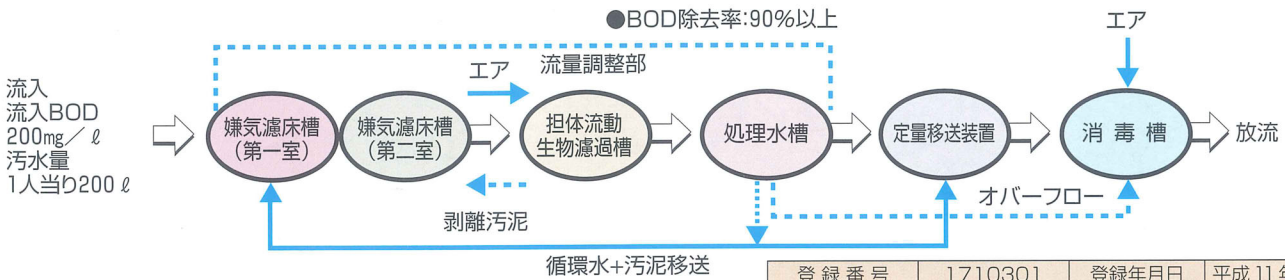 ●BOD除去率:90%以上
エア
エア
流量調整部
流入
流入BOD
200mg/ℓ
汚水量
1人当り200ℓ
嫌気濾床槽
(第一室)
嫌気濾床槽
(第二室)
担体流動
生物濾過槽
処理水槽
定量移送装置
消毒槽
放流
オバーフロー
剥離汚泥
循環水+汚泥移送
登録番号
1710301
登録年月日